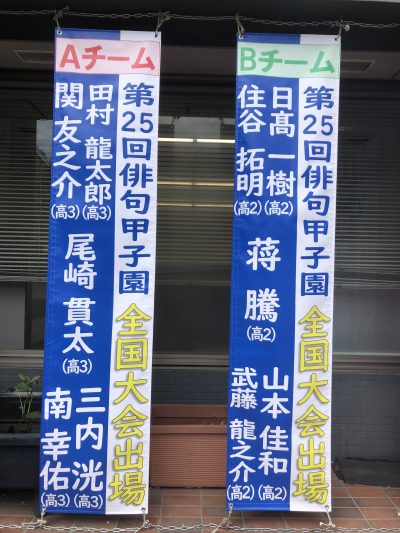 Aチーム
第25回俳句甲子園 全国大会出場
田村 龍太郎(高3)
関 友之介(高3)
尾崎 貫太(高3)
三内 洸(高3)
南 幸佑(高3)
Bチーム
第25回俳句甲子園 全国大会出場
日髙 一樹(高2)
住谷 拓明(高2)
蒋 騰(高2)
山本 佳和(高2)
武藤 龍之介(高2)